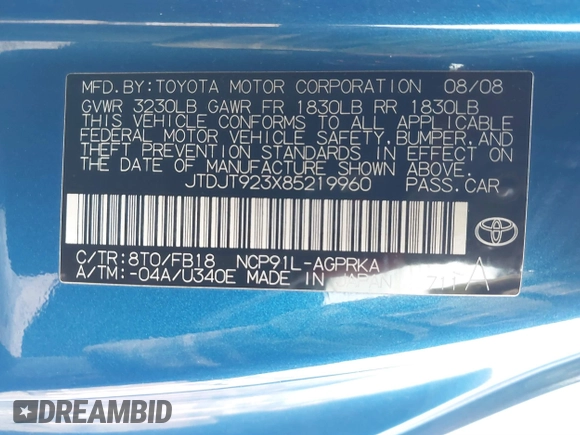 MFD.BY:TOYOTA MOTOR CORPORATION 08/08
GVWR 3230LB GAWR FR 1830LB RR 1830LB
THIS VEHICLE CONFORMS TO ALL APPLICABLE
FEDERAL MOTOR VEHICLE SAFETY,BUMPER,AND
THEFT PREVENTION STANDARDS IN EFFECT ON
THE DATE OF MANUFACTURE SHOWN ABOVE.
JTDJT923X85219960 PASS.CAR
C/TR:8T0/FB18 NCP91L-AGPRKA
A/TM:-04A/U340E MADE IN JAPAN A
DREAMBID